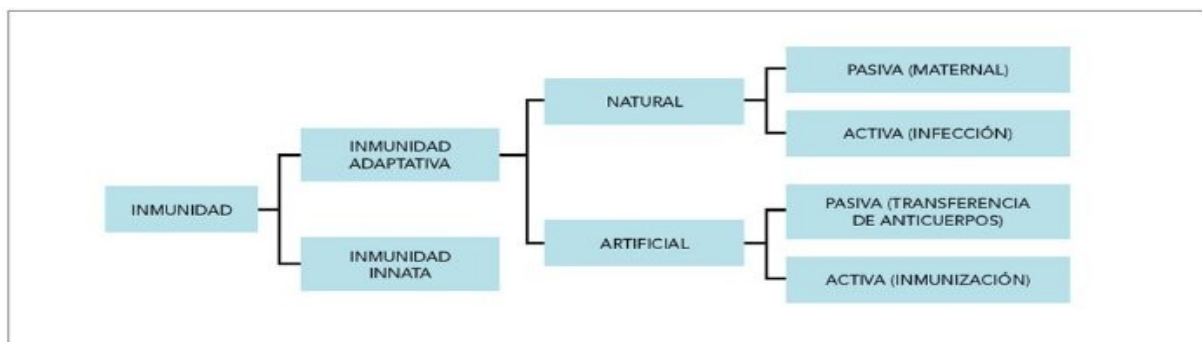 INMUNIDAD
INMUNIDAD
ADAPTATIVA
INMUNIDAD
INNATA
NATURAL
ARTIFICIAL
PASIVA (MATERNAL)
ACTIVA (INFECCIÓN)
PASIVA (TRANSFERENCIA
DE ANTICUERPOS)
ACTIVA (INMUNIZACIÓN)